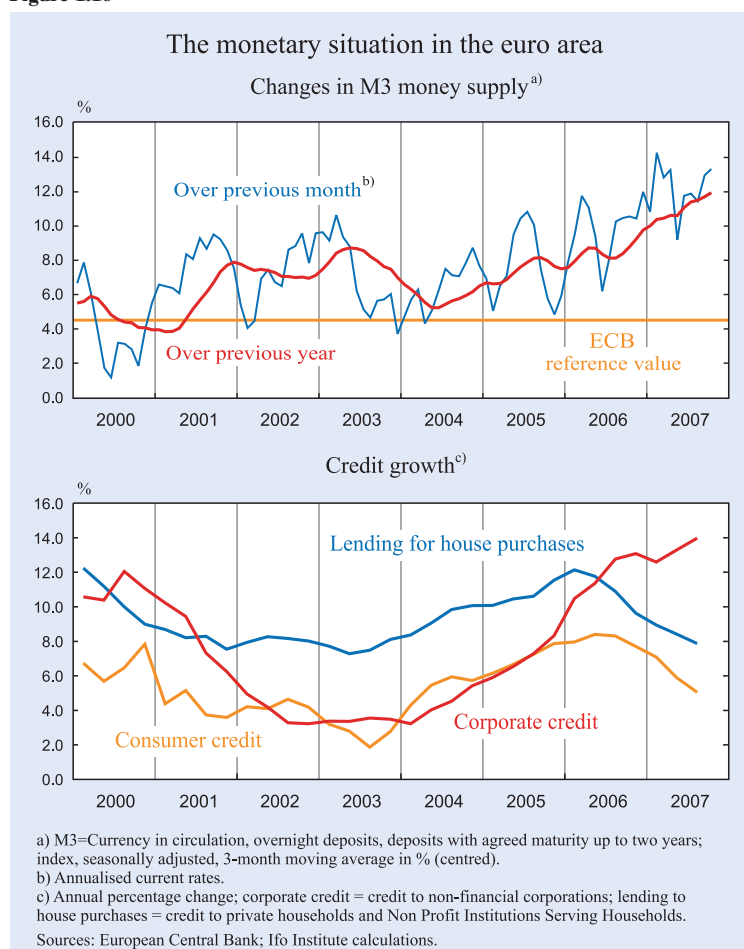 The monetary situation in the euro area
Changes in M3 money supply a)
%
16.0
14.0
12.0
10.0
8.0
6.0
4.0
2.0
0.0
Over previous month b)
Over previous year
ECB
reference value
2000 2001 2002 2003 2004 2005 2006 2007
Credit growth c)
%
16.0
14.0
12.0
10.0
8.0
6.0
4.0
2.0
0.0
Lending for house purchases
Corporate credit
Consumer credit
2000 2001 2002 2003 2004 2005 2006 2007
a) M3=Currency in circulation, overnight deposits, deposits with agreed maturity up to two years;
index, seasonally adjusted, 3-month moving average in % (centred).
b) Annualised current rates.
c) Annual percentage change; corporate credit = credit to non-financial corporations; lending to
house purchases = credit to private households and Non Profit Institutions Serving Households.
Sources: European Central Bank; Ifo Institute calculations.